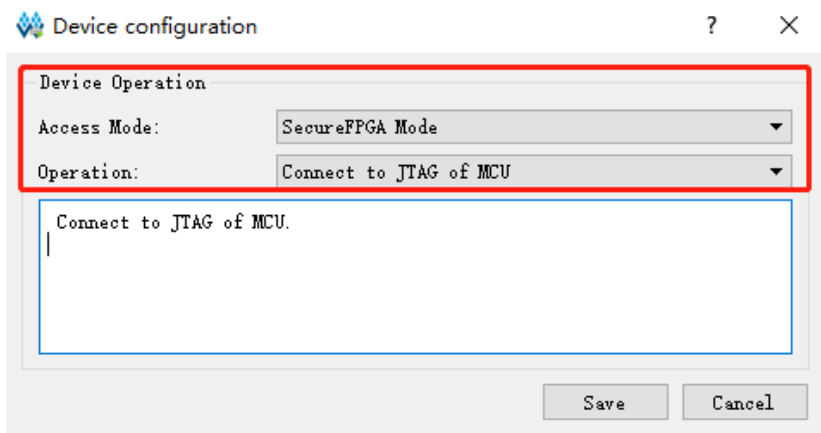 Device configuration
?
Device Operation
Access Mode: SecureFPGA Mode
Operation: Connect to JTAG of MCU
Connect to JTAG of MCU.
Save Cancel